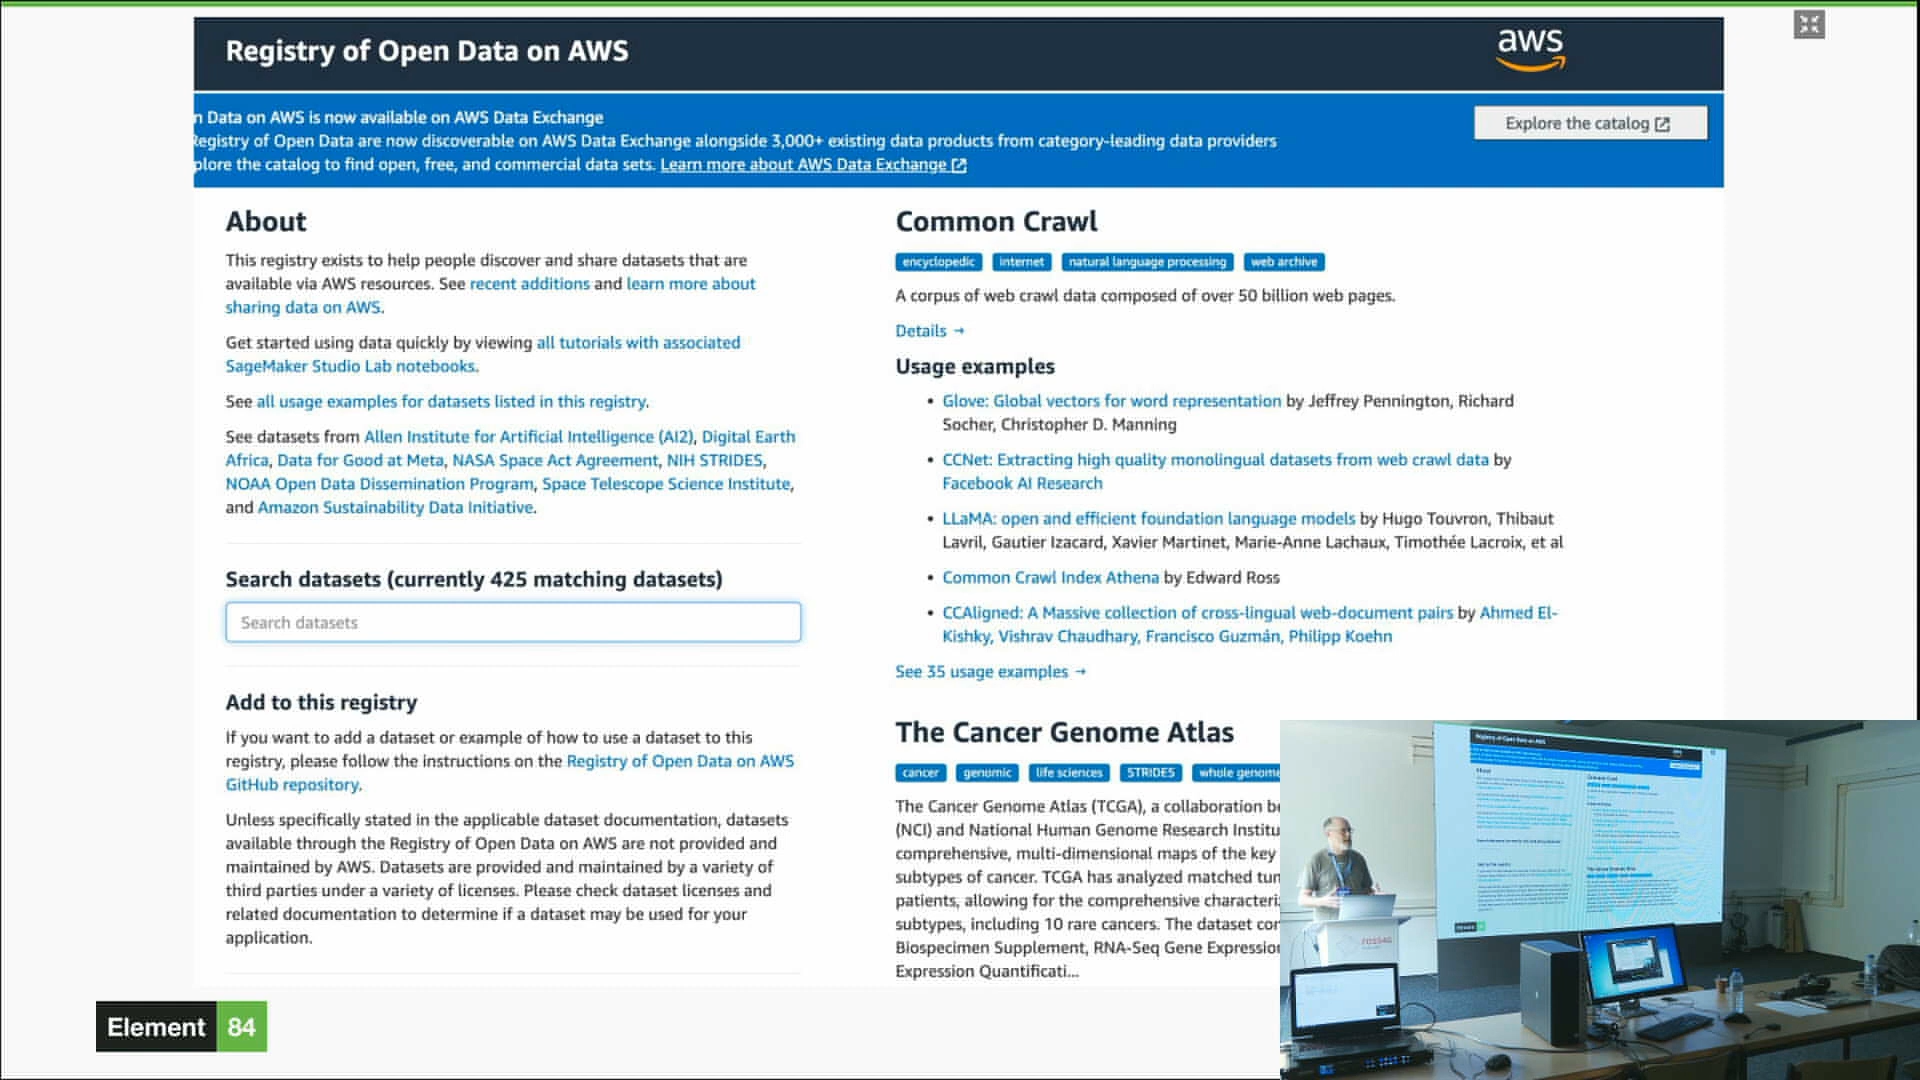 Registry of Open Data on AWS
aws
n Data on AWS is now available on AWS Data Exchange
Registry of Open Data are now discoverable on AWS Data Exchange alongside 3,000+ existing data products from category-leading data providers
plore the catalog to find open, free, and commercial data sets. Learn more about AWS Data Exchange
Explore the catalog
About
This registry exists to help people discover and share datasets that are
available via AWS resources. See recent additions and learn more about
sharing data on AWS.
Get started using data quickly by viewing all tutorials with associated
SageMaker Studio Lab notebooks.
See all usage examples for datasets listed in this registry.
See datasets from Allen Institute for Artificial Intelligence (AI2), Digital Earth
Africa, Data for Good at Meta, NASA Space Act Agreement, NIH STRIDES,
NOAA Open Data Dissemination Program, Space Telescope Science Institute,
and Amazon Sustainability Data Initiative.
Search datasets (currently 425 matching datasets)
Search datasets
Add to this registry
If you want to add a dataset or example of how to use a dataset to this
registry, please follow the instructions on the Registry of Open Data on AWS
GitHub repository.
Unless specifically stated in the applicable dataset documentation, datasets
available through the Registry of Open Data on AWS are not provided and
maintained by AWS. Datasets are provided and maintained by a variety of
third parties under a variety of licenses. Please check dataset licenses and
related documentation to determine if a dataset may be used for your
application.
Common Crawl
encyclopedic internet natural language processing web archive
A corpus of web crawl data composed of over 50 billion web pages.
Details →
Usage examples
• Glove: Global vectors for word representation by Jeffrey Pennington, Richard
Socher, Christopher D. Manning
• CCNet: Extracting high quality monolingual datasets from web crawl data by
Facebook AI Research
• LLaMA: open and efficient foundation language models by Hugo Touvron, Thibaut
Lavril, Gautier Izacard, Xavier Martinet, Marie-Anne Lachaux, Timothée Lacroix, et al
• Common Crawl Index Athena by Edward Ross
• CCAligned: A Massive collection of cross-lingual web-document pairs by Ahmed El-
Kishky, Vishrav Chaudhary, Francisco Guzmán, Philipp Koehn
See 35 usage examples →
The Cancer Genome Atlas
cancer genomic life sciences STRIDES whole genome
The Cancer Genome Atlas (TCGA), a collaboration be
(NCI) and National Human Genome Research Institu
comprehensive, multi-dimensional maps of the key
subtypes of cancer. TCGA has analyzed matched tum
patients, allowing for the comprehensive characteri
subtypes, including 10 rare cancers. The dataset con
Biospecimen Supplement, RNA-Seq Gene Expression
Expression Quantificati...
Element 84
Registry of Open Data on AWS
FOSS4G